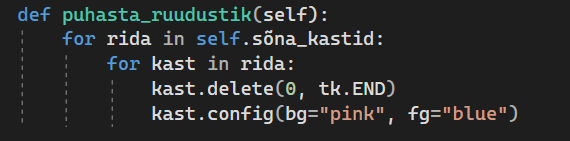 def puhasta_ruudustik(self):
    for rida in self.sõna_kastid:
        for kast in rida:
            kast.delete(0, tk.END)
            kast.config(bg="pink", fg="blue")